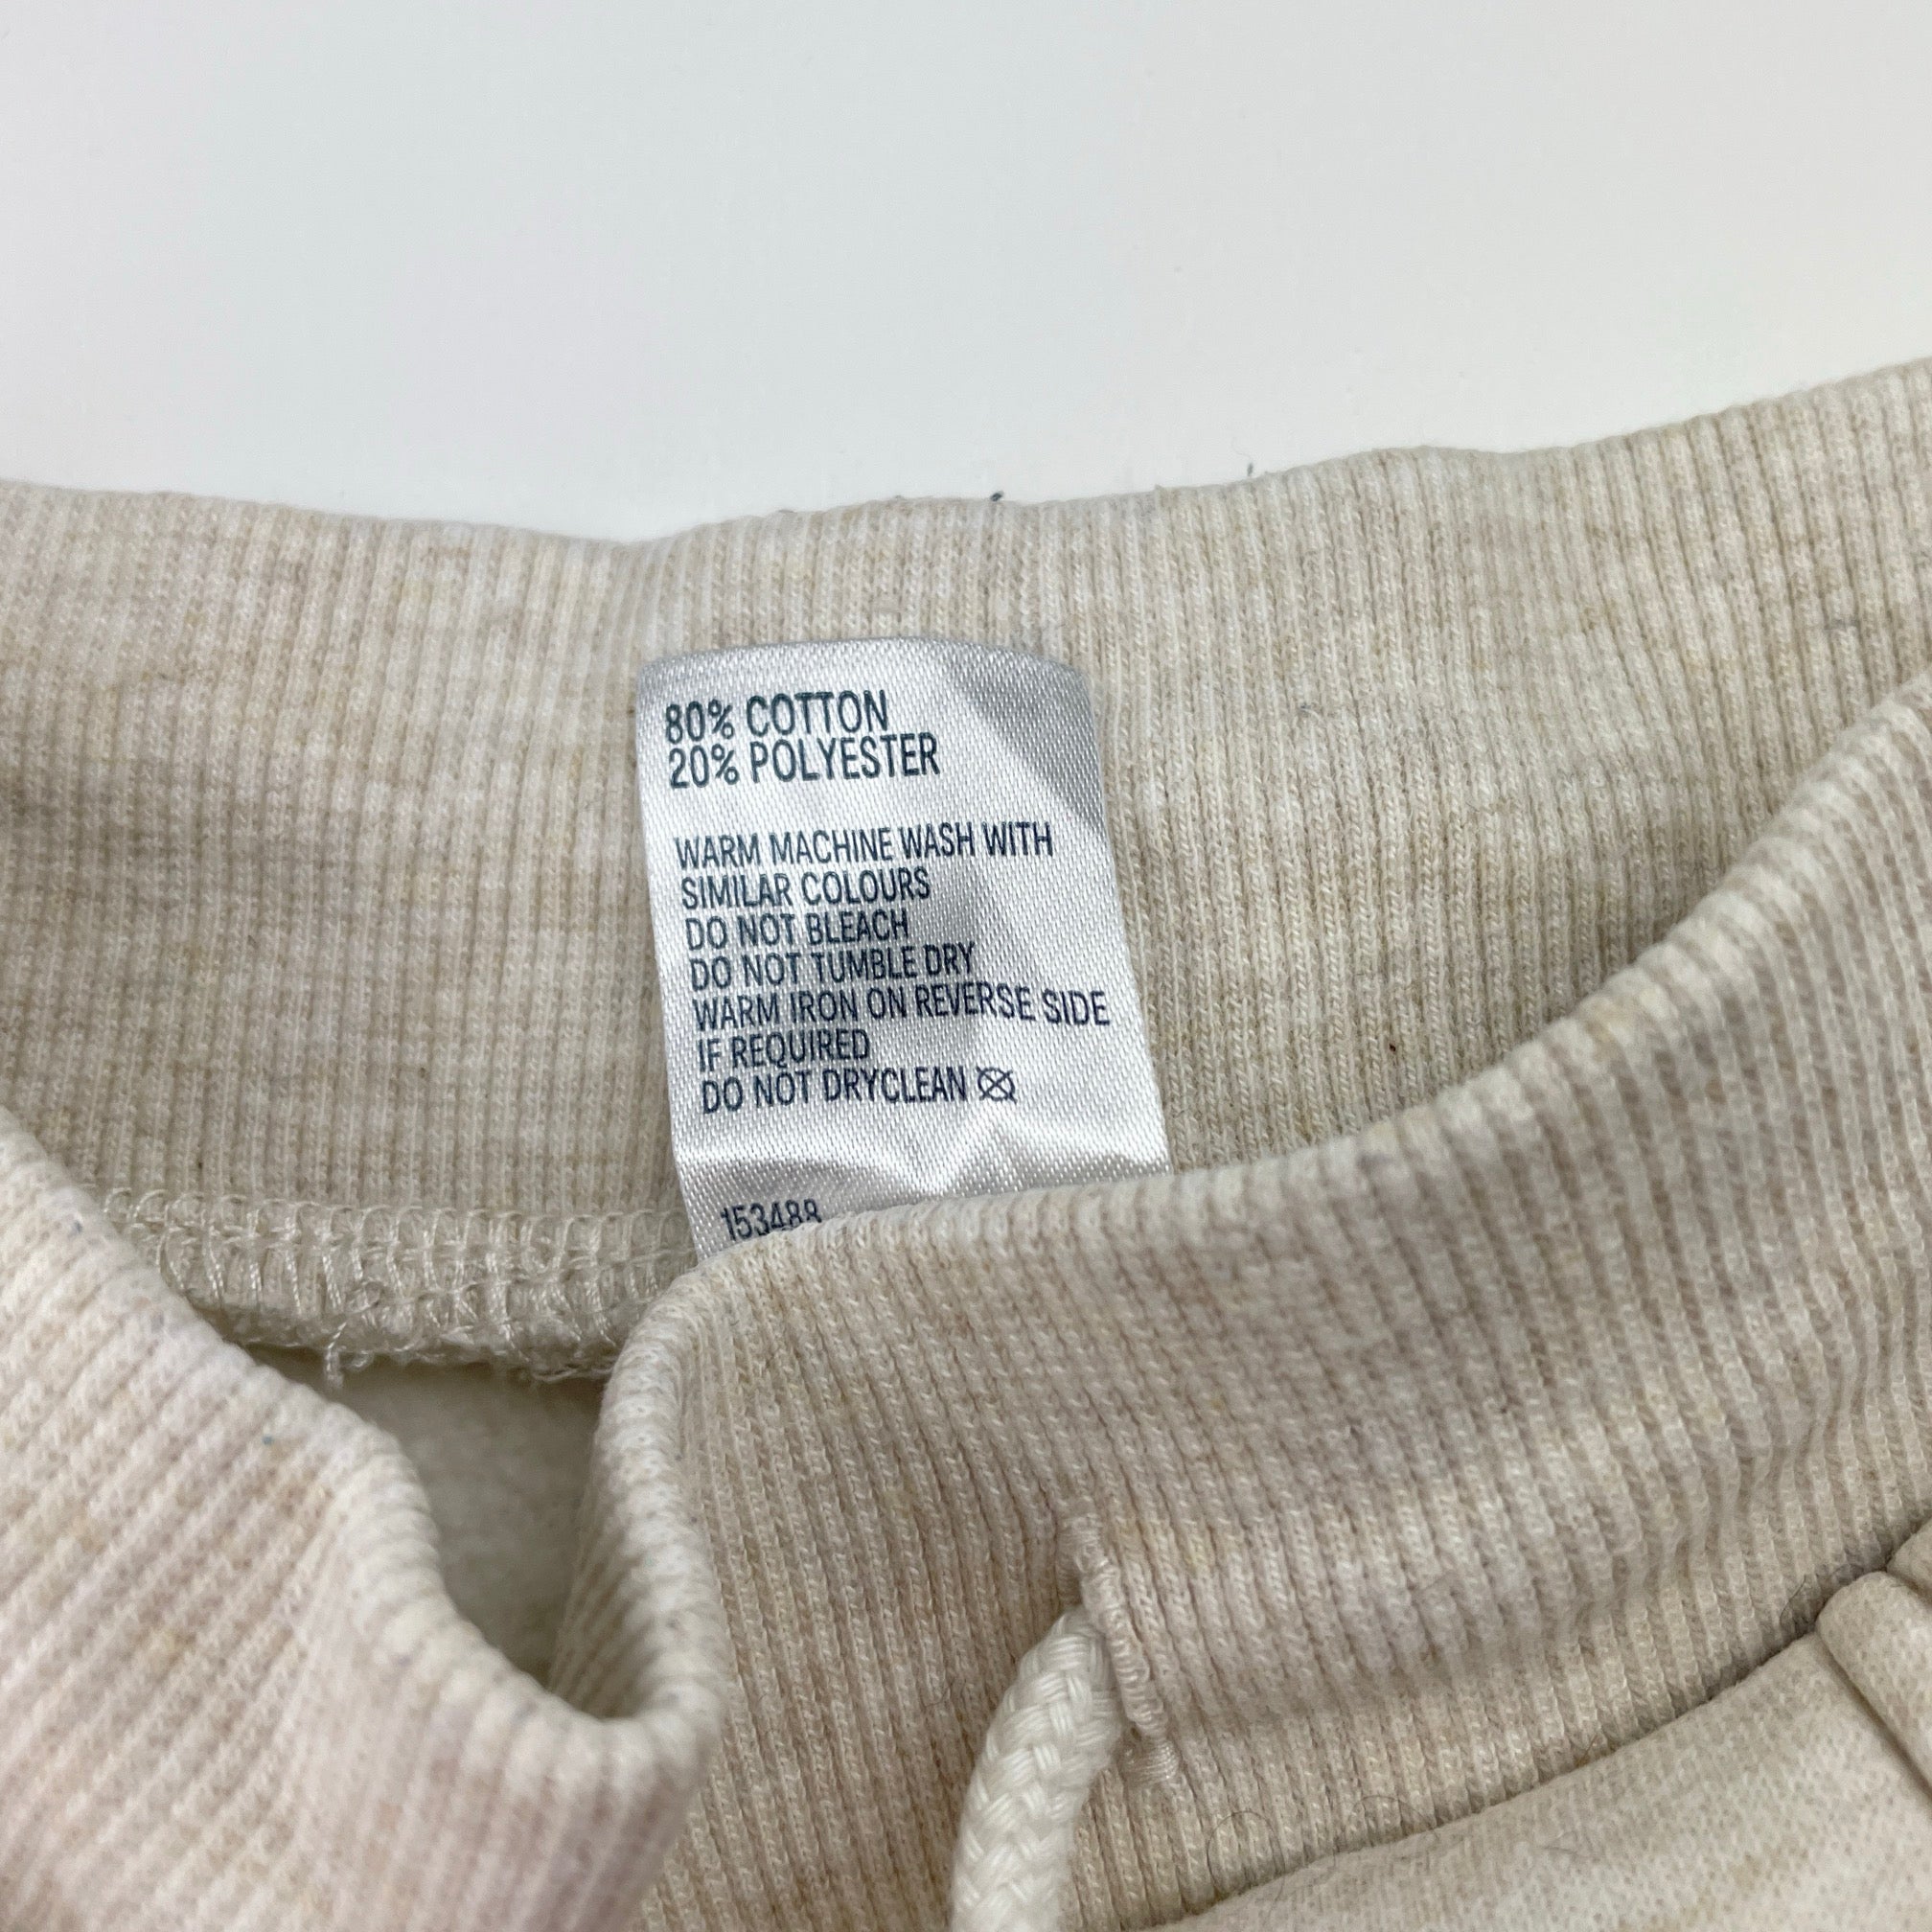 80% COTTON
20% POLYESTER
WARM MACHINE WASH WITH
SIMILAR COLOURS
DO NOT BLEACH
DO NOT TUMBLE DRY
WARM IRON ON REVERSE SIDE
IF REQUIRED
DO NOT DRYCLEAN
153488